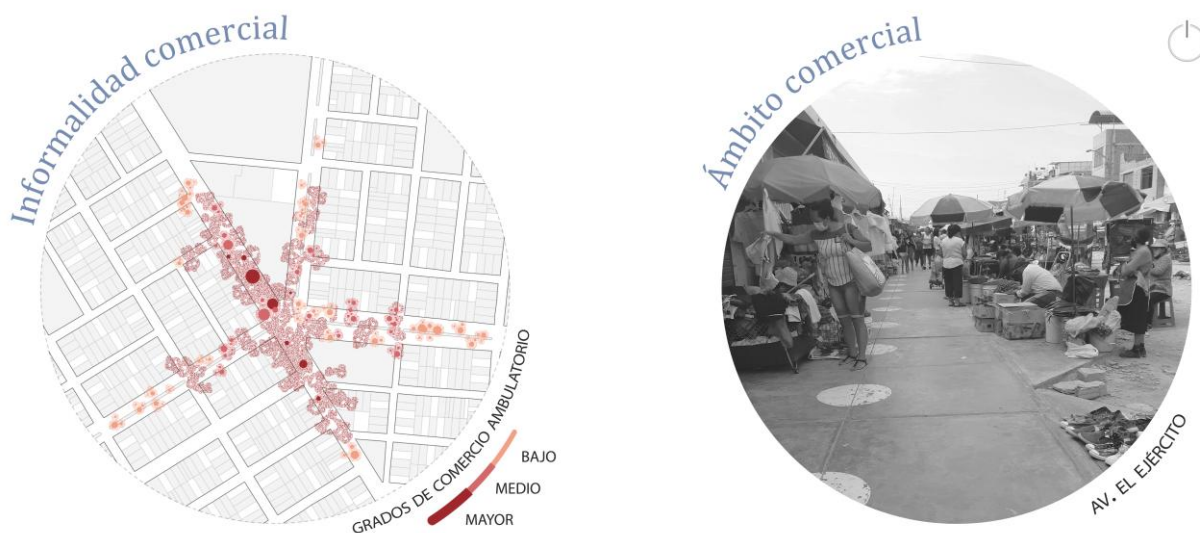 Informalidad comercial
GRADOS DE COMERCIO AMBULATORIO
BAJO
MEDIO
MAYOR
Ámbito comercial
AV. EL EJÉRCITO